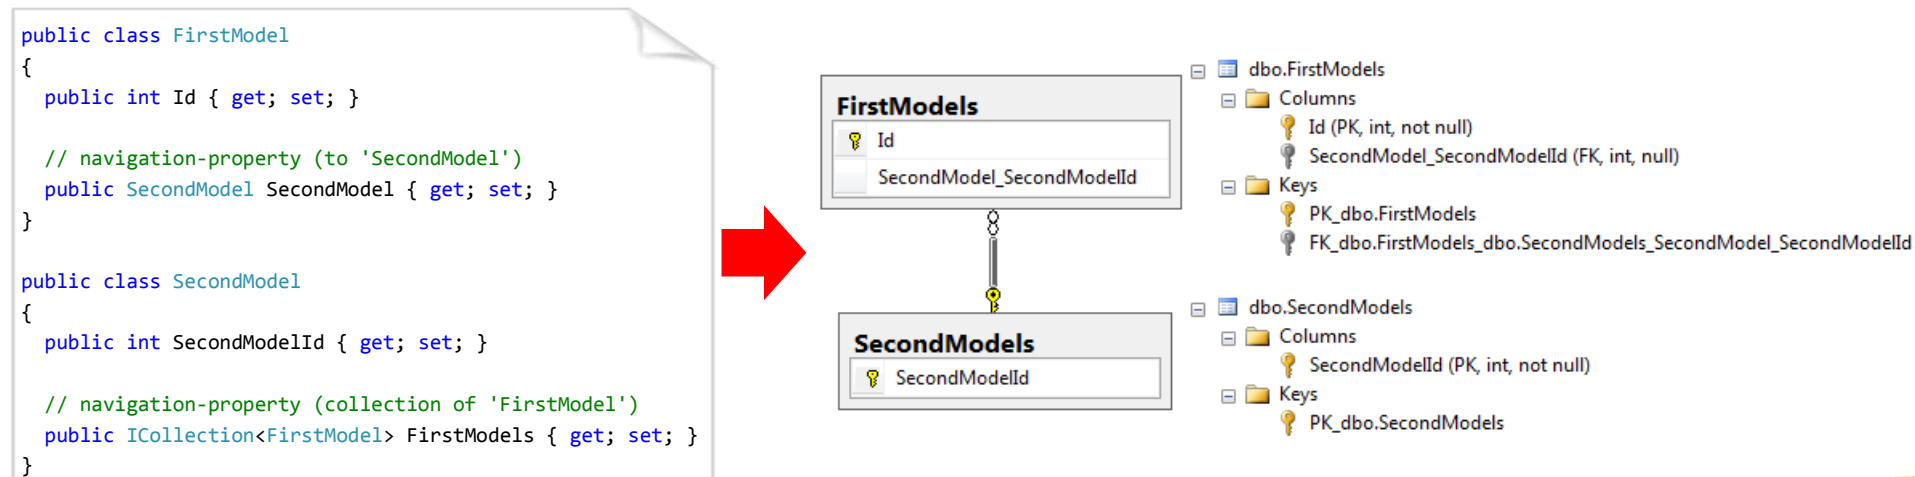 public class FirstModel
{
public int Id { get; set; }
// navigation-property (to 'SecondModel')
public SecondModel SecondModel { get; set; }
}
public class SecondModel
{
public int SecondModelId { get; set; }
// navigation-property (collection of 'FirstModel')
public ICollection<FirstModel> FirstModels { get; set; }
}
FirstModels
Id
SecondModel_SecondModelId
SecondModels
SecondModelId
dbo.FirstModels
Columns
Id (PK, int, not null)
SecondModel_SecondModelId (FK, int, null)
Keys
PK_dbo.FirstModels
FK_dbo.FirstModels_dbo.SecondModels_SecondModel_SecondModelId
dbo.SecondModels
Columns
SecondModelId (PK, int, not null)
Keys
PK_dbo.SecondModels